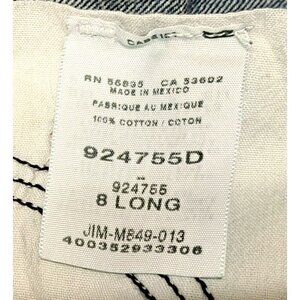 RN 56835 CA 53602
MADE IN MEXICO
FABRIQUE AU MEXIQUE
100% COTTON / COTON
924755D
924755
8 LONG
JIM-M849-013
400352933306